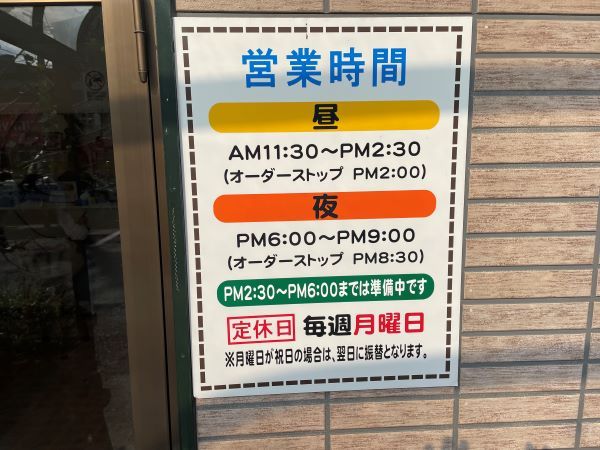 営業時間
昼
AM11:30～PM2:30
(オーダーストップ PM2:00)
夜
PM6:00～PM9:00
(オーダーストップ PM8:30)
PM2:30～PM6:00までは準備中です
定休日 毎週月曜日
※月曜日が祝日の場合は、翌日に振替となります。